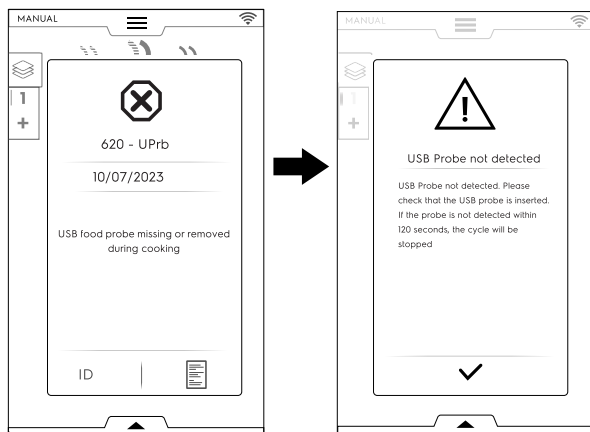 MANUAL
1
+
620 - UPrb
10/07/2023
USB food probe missing or removed
during cooking
ID
MANUAL
1
+
USB Probe not detected
USB Probe not detected. Please
check that the USB probe is inserted.
If the probe is not detected within
120 seconds, the cycle will be
stopped